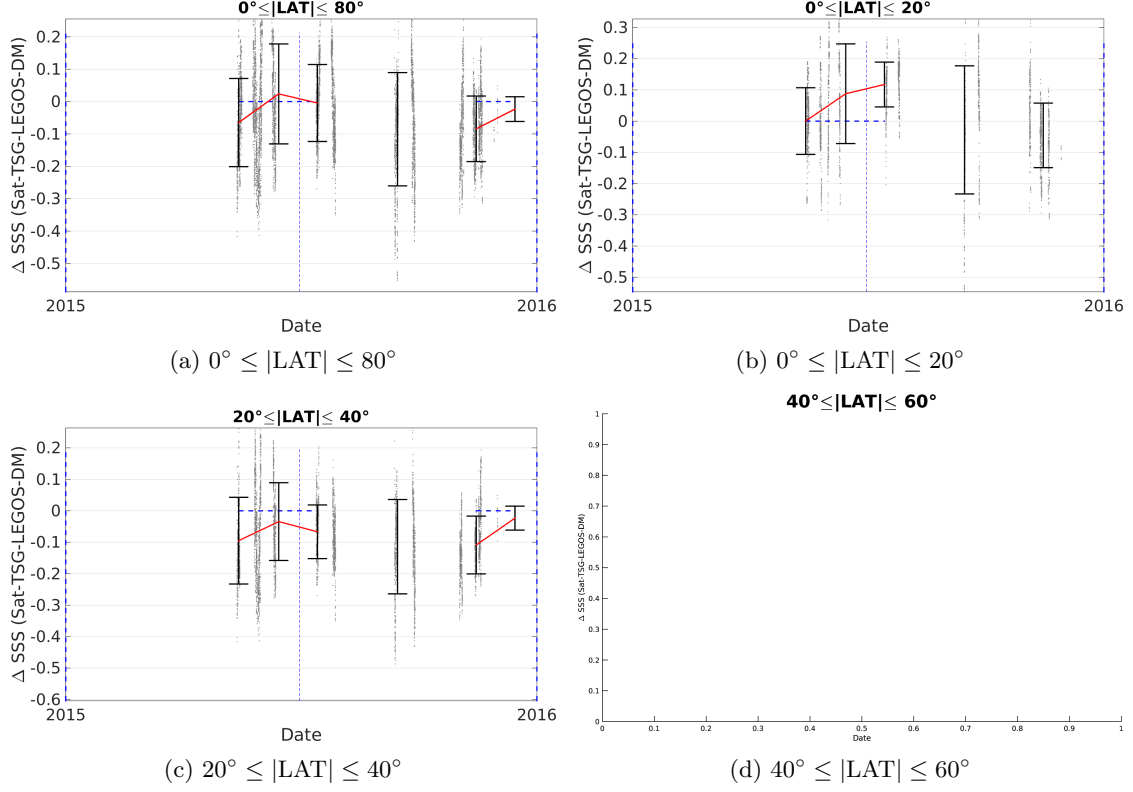 0°≤|LAT|≤ 80°
Δ SSS (Sat-TSG-LEGOS-DM)
0.2
0.1
0
-0.1
-0.2
-0.3
-0.4
-0.5
2015
2016
Date
(a) 0° ≤ |LAT| ≤ 80°
0°≤|LAT|≤ 20°
Δ SSS (Sat-TSG-LEGOS-DM)
0.3
0.2
0.1
0
-0.1
-0.2
-0.3
-0.4
-0.5
2015
2016
Date
(b) 0° ≤ |LAT| ≤ 20°
20°≤|LAT|≤ 40°
Δ SSS (Sat-TSG-LEGOS-DM)
0.2
0.1
0
-0.1
-0.2
-0.3
-0.4
-0.5
-0.6
2015
2016
Date
(c) 20° ≤ |LAT| ≤ 40°
40°≤|LAT|≤ 60°
Δ SSS (Sat-TSG-LEGOS-DM)
1
0.9
0.8
0.7
0.6
0.5
0.4
0.3
0.2
0.1
0
0 0.1 0.2 0.3 0.4 0.5 0.6 0.7 0.8 0.9 1
Date
(d) 40° ≤ |LAT| ≤ 60°